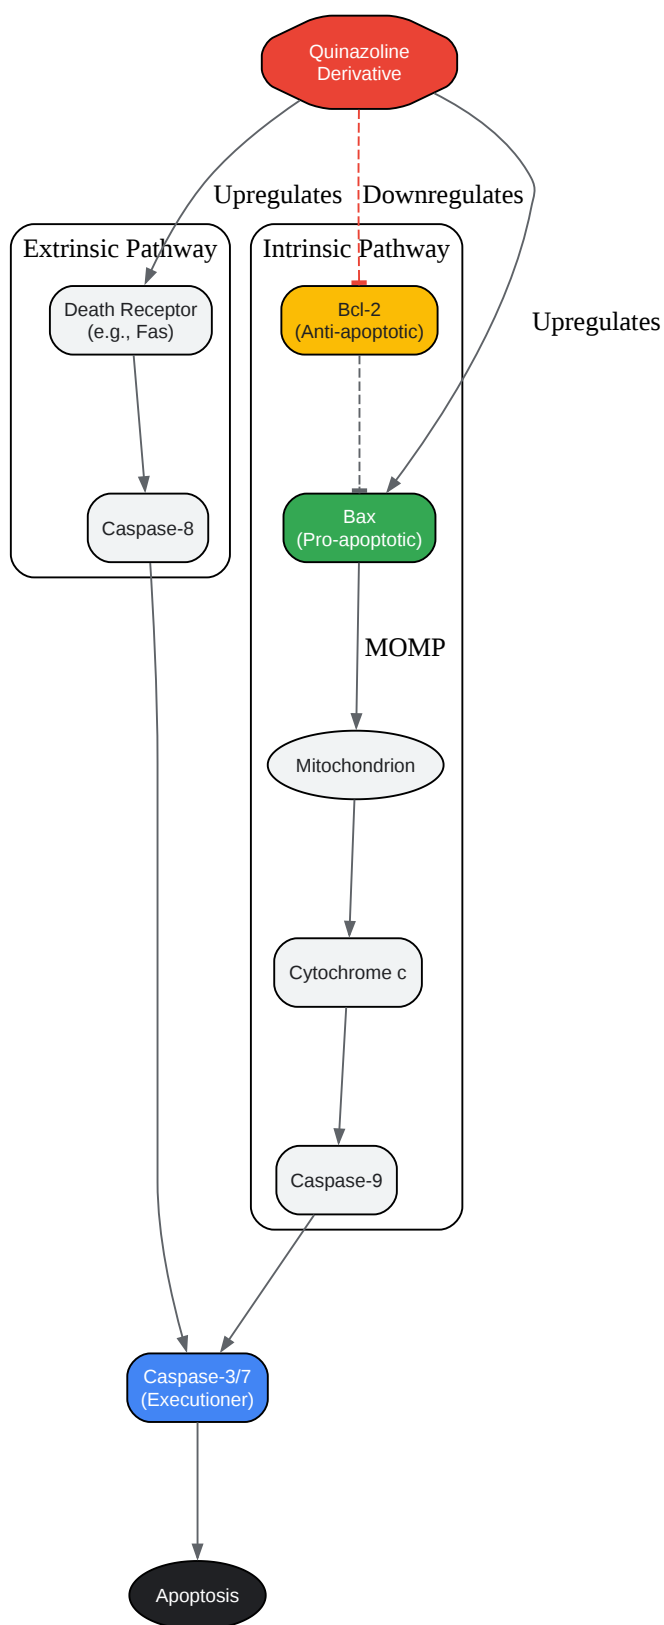 Quinazoline
Derivative
Upregulates
Downregulates
Extrinsic Pathway
Intrinsic Pathway
Death Receptor
(e.g., Fas)
Bcl-2
(Anti-apoptotic)
Upregulates
Caspase-8
Bax
(Pro-apoptotic)
MOMP
Mitochondrion
Cytochrome c
Caspase-9
Caspase-3/7
(Executioner)
Apoptosis